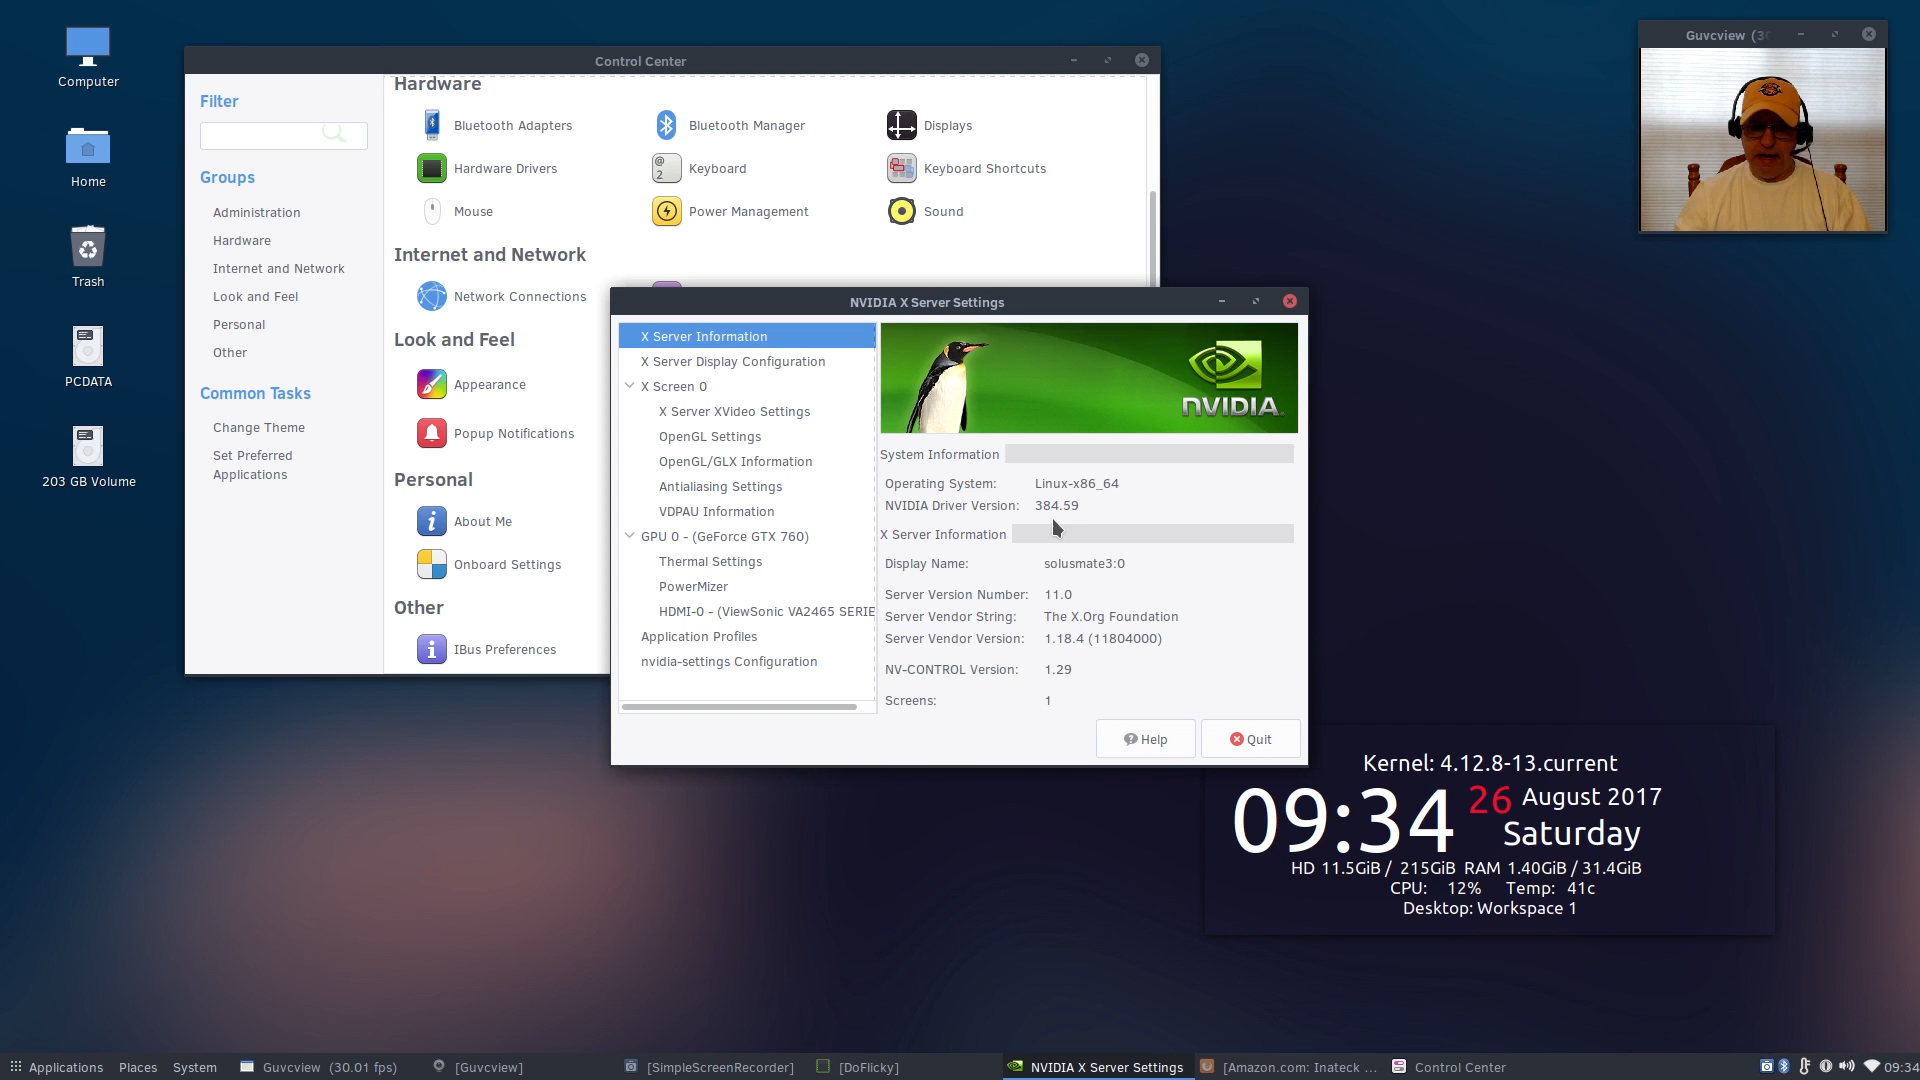 Computer
Home
Trash
PCDATA
203 GB Volume
Control Center
Filter
Groups
Administration
Hardware
Internet and Network
Look and Feel
Personal
Other
Common Tasks
Change Theme
Set Preferred
Applications
Hardware
Bluetooth Adapters
Bluetooth Manager
Displays
Hardware Drivers
@
2
Keyboard
Keyboard Shortcuts
Mouse
Power Management
Sound
Internet and Network
Network Connections
Look and Feel
Appearance
Popup Notifications
Personal
About Me
Onboard Settings
Other
IBus Preferences
NVIDIA X Server Settings
X Server Information
X Server Display Configuration
X Screen 0
X Server XVideo Settings
OpenGL Settings
OpenGL/GLX Information
Antialiasing Settings
VDPAU Information
GPU 0 - (GeForce GTX 760)
Thermal Settings
PowerMizer
HDMI-0 - (ViewSonic VA2465 SERIE
Application Profiles
nvidia-settings Configuration
NVIDIA.
System Information
Operating System: Linux-x86_64
NVIDIA Driver Version: 384.59
X Server Information
Display Name: solusmate3:0
Server Version Number: 11.0
Server Vendor String: The X.Org Foundation
Server Vendor Version: 1.18.4 (11804000)
NV-CONTROL Version: 1.29
Screens: 1
Help
Quit
Guvcview (30
Kernel: 4.12.8-13.current
09:34 26 August 2017
Saturday
HD 11.5GiB / 215GiB RAM 1.40GiB / 31.4GiB
CPU: 12% Temp: 41c
Desktop: Workspace 1
Applications Places System Guvcview (30.01 fps) [Guvcview] [SimpleScreenRecorder] [DoFlicky] NVIDIA X Server Settings [Amazon.com: Inateck ... Control Center 09:34